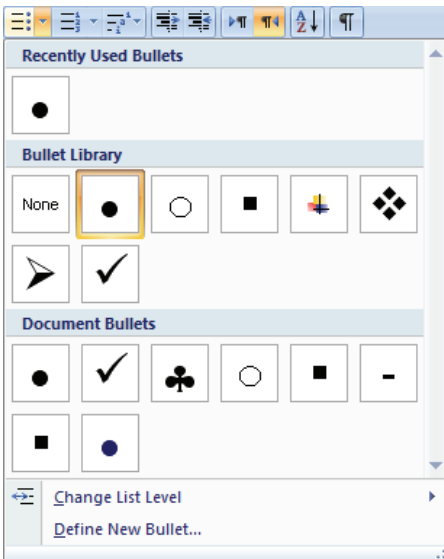 Recently Used Bullets
Bullet Library
None
Document Bullets
Change List Level
Define New Bullet...